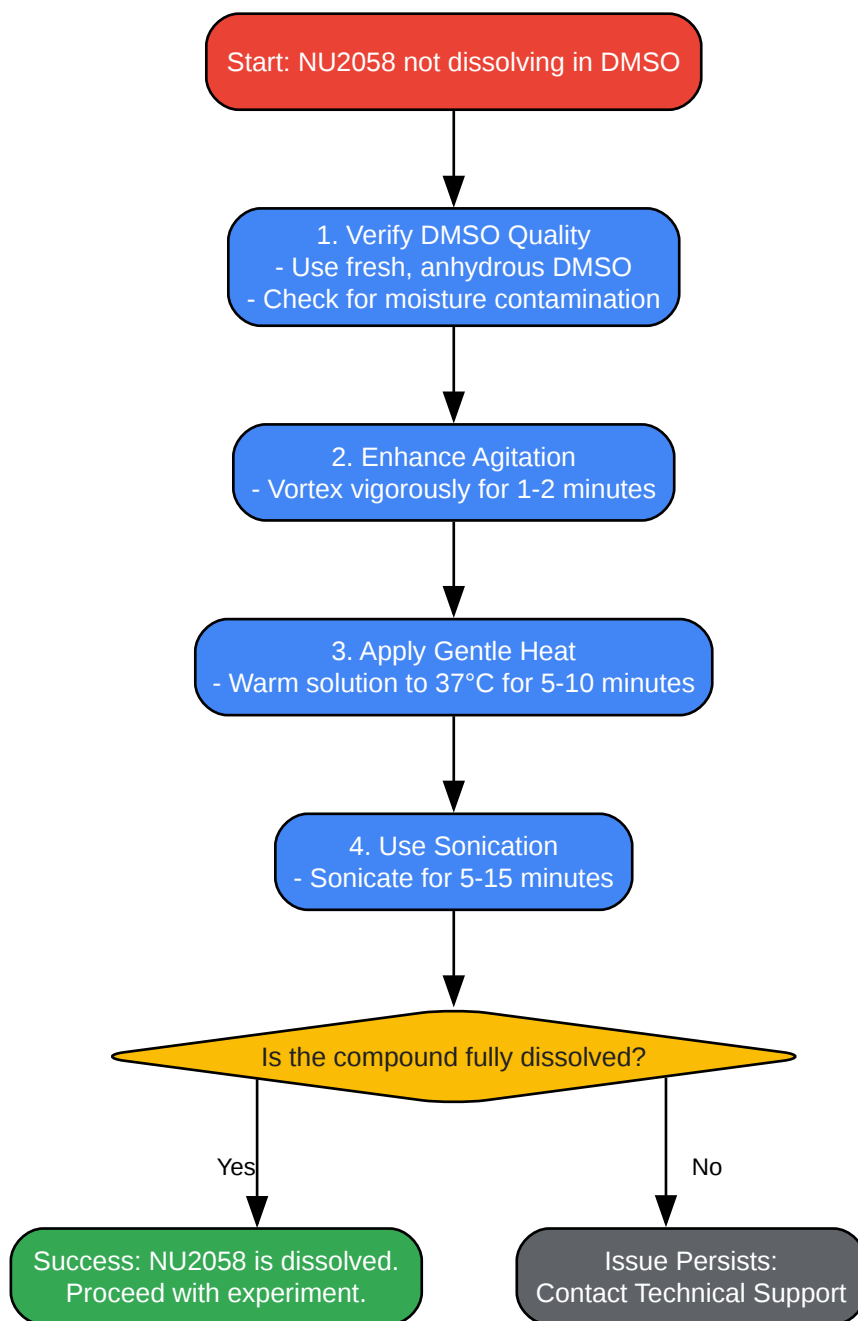 Start: NU2058 not dissolving in DMSO
1. Verify DMSO Quality
- Use fresh, anhydrous DMSO
- Check for moisture contamination
2. Enhance Agitation
- Vortex vigorously for 1-2 minutes
3. Apply Gentle Heat
- Warm solution to 37°C for 5-10 minutes
4. Use Sonication
- Sonicate for 5-15 minutes
Is the compound fully dissolved?
Yes
No
Success: NU2058 is dissolved.
Proceed with experiment.
Issue Persists:
Contact Technical Support